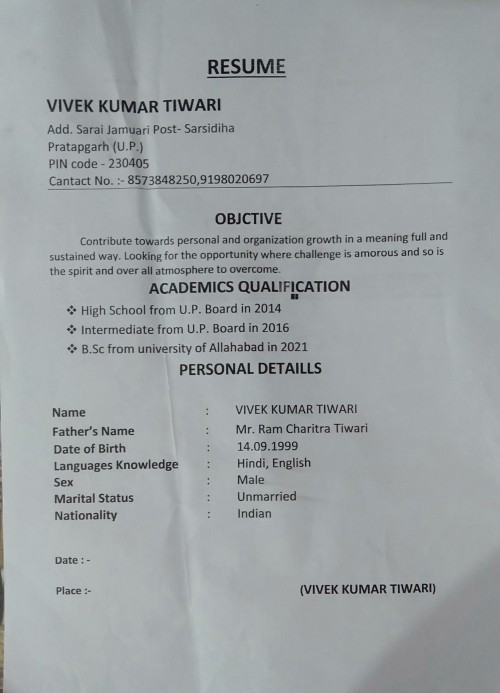 RESUME
VIVEK KUMAR TIWARI
Add. Sarai Jamuari Post- Sarsidiha
Pratapgarh (U.P.)
PIN code - 230405
Cantact No. :- 8573848250,9198020697
OBJCTIVE
Contribute towards personal and organization growth in a meaning full and
sustained way. Looking for the opportunity where challenge is amorous and so is
the spirit and over all atmosphere to overcome.
ACADEMICS QUALIFICATION
❖ High School from U.P. Board in 2014
❖ Intermediate from U.P. Board in 2016
❖ B.Sc from university of Allahabad in 2021
PERSONAL DETAILLS
Name : VIVEK KUMAR TIWARI
Father's Name : Mr. Ram Charitra Tiwari
Date of Birth : 14.09.1999
Languages Knowledge : Hindi, English
Sex : Male
Marital Status : Unmarried
Nationality : Indian
Date : -
Place :- (VIVEK KUMAR TIWARI)